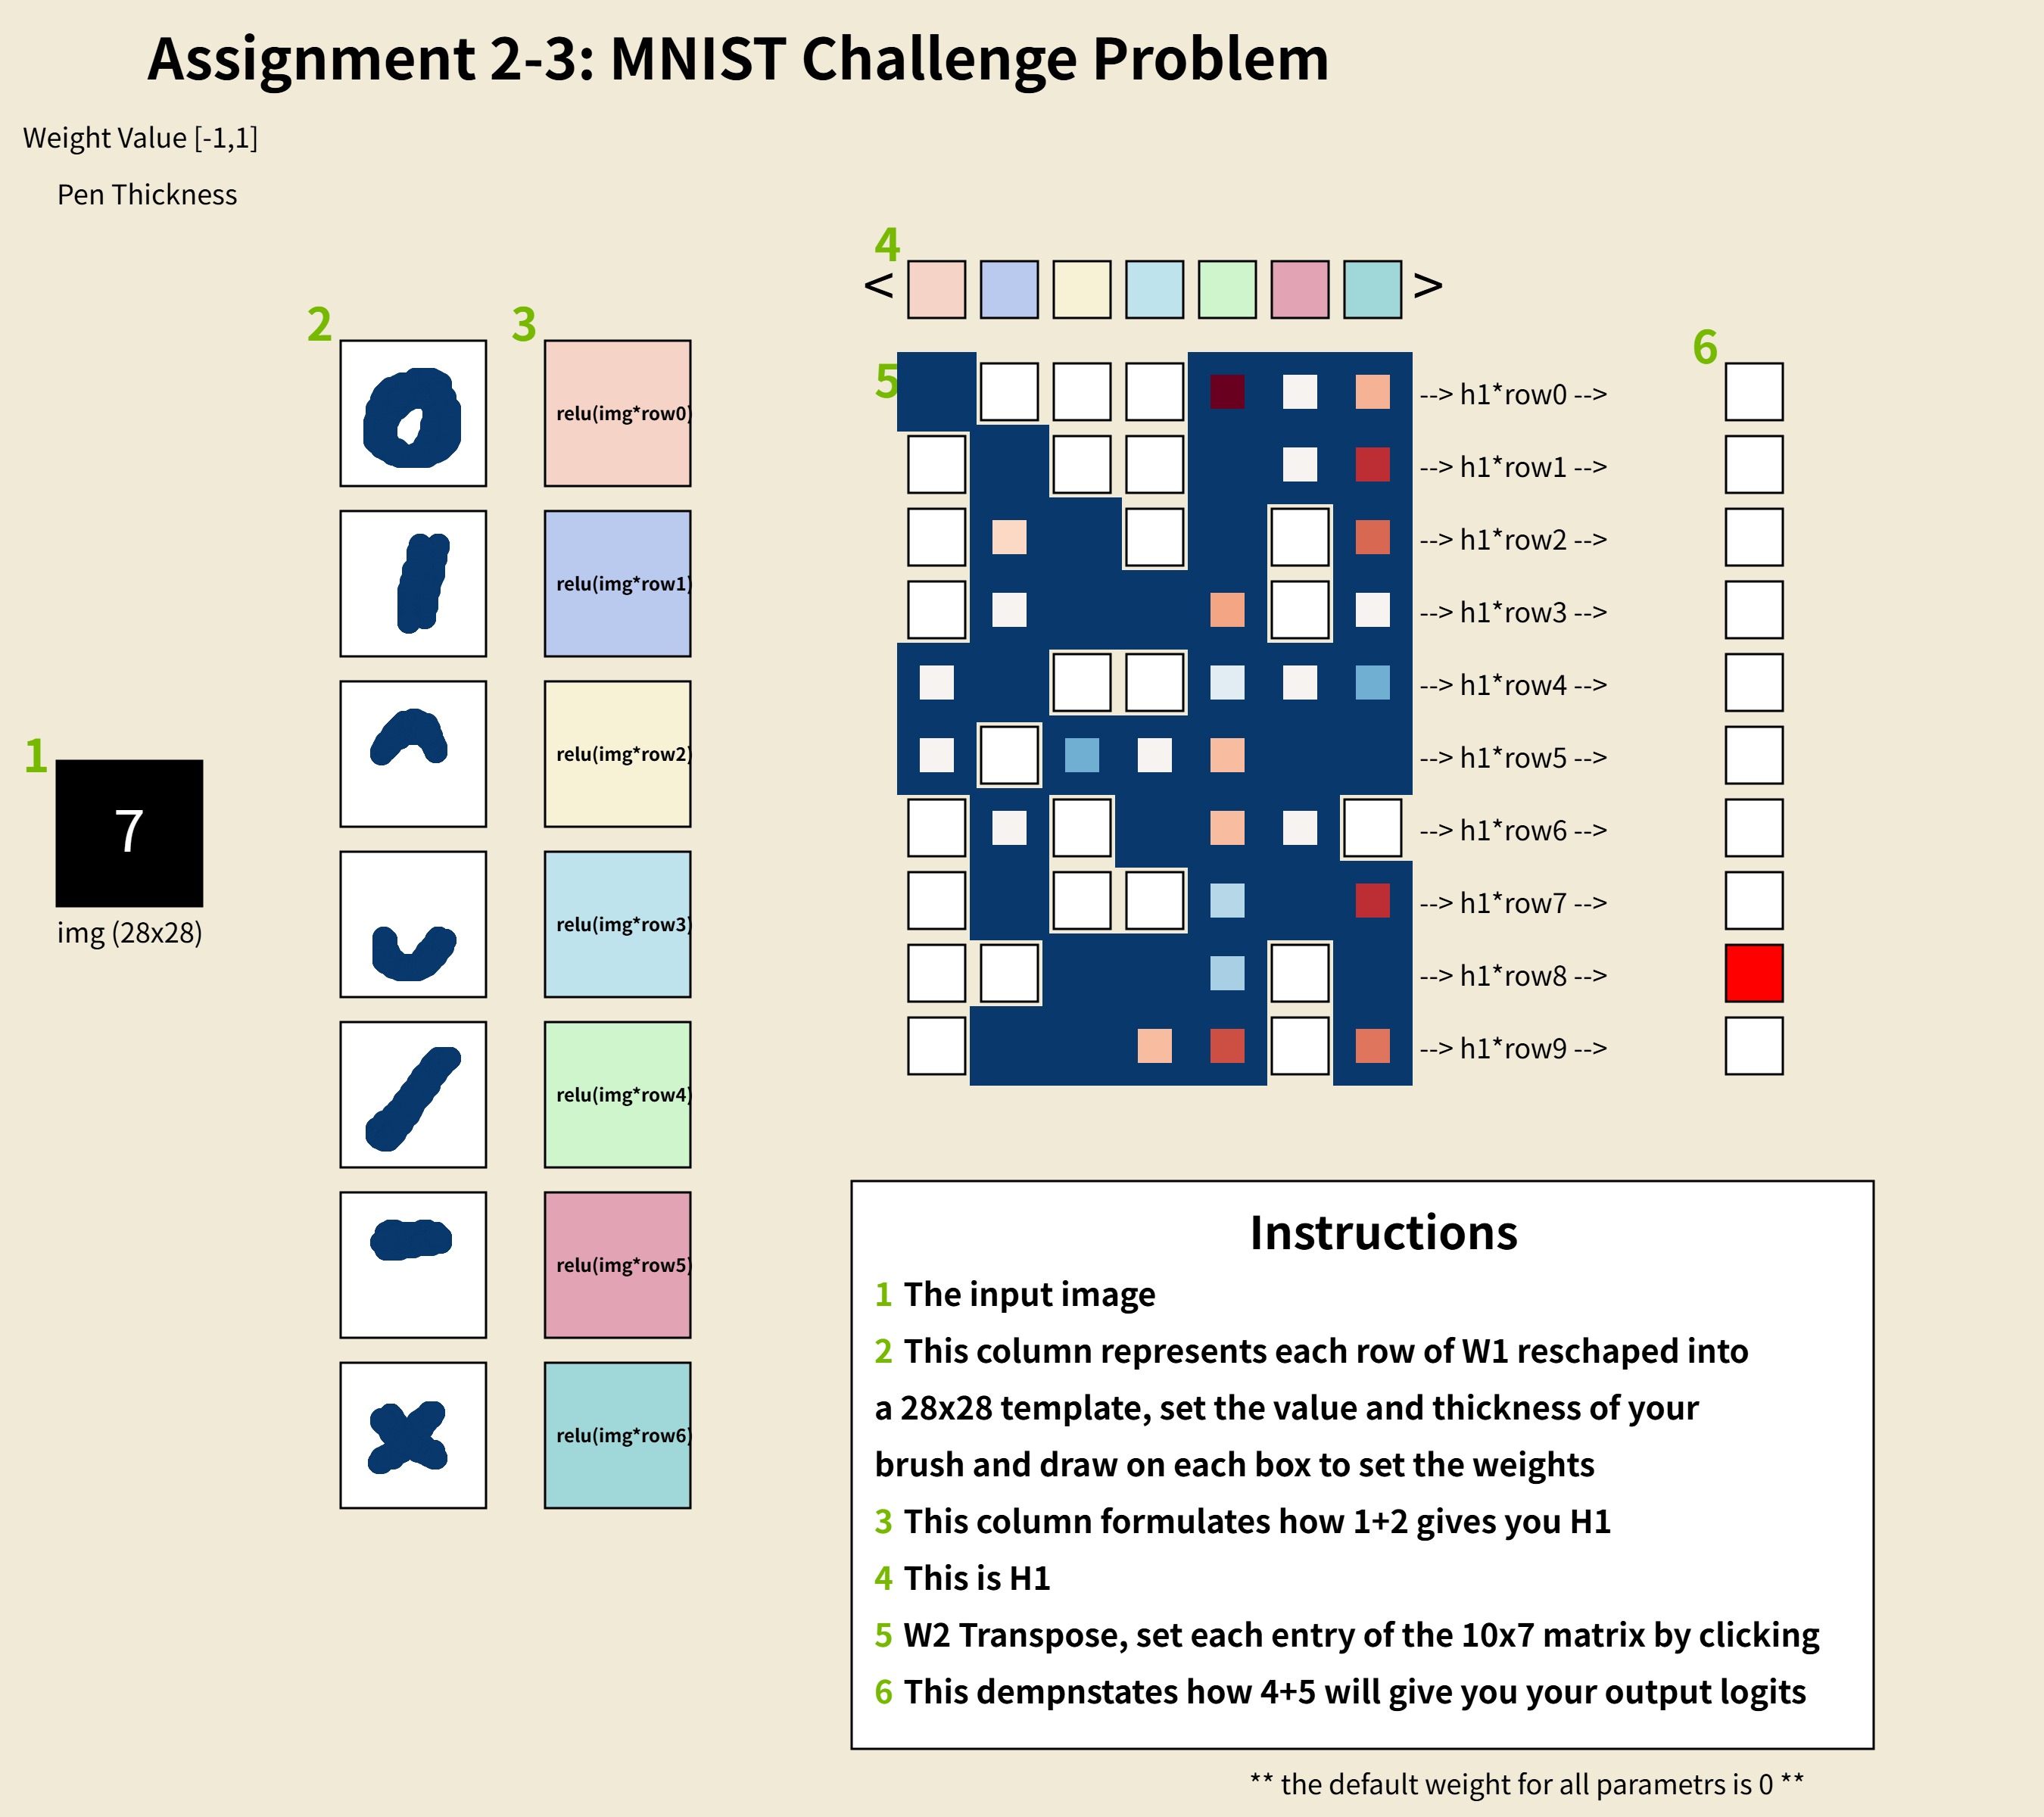 Assignment 2-3: MNIST Challenge Problem
Weight Value [-1,1]
Pen Thickness
1
7
img (28x28)
2
3
relu(img*row0)
relu(img*row1)
relu(img*row2)
relu(img*row3)
relu(img*row4)
relu(img*row5)
relu(img*row6)
4
< >
5
--> h1*row0 -->
--> h1*row1 -->
--> h1*row2 -->
--> h1*row3 -->
--> h1*row4 -->
--> h1*row5 -->
--> h1*row6 -->
--> h1*row7 -->
--> h1*row8 -->
--> h1*row9 -->
6
Instructions
1 The input image
2 This column represents each row of W1 reschaped into
a 28x28 template, set the value and thickness of your
brush and draw on each box to set the weights
3 This column formulates how 1+2 gives you H1
4 This is H1
5 W2 Transpose, set each entry of the 10x7 matrix by clicking
6 This dempnstates how 4+5 will give you your output logits
** the default weight for all parametrs is 0 **